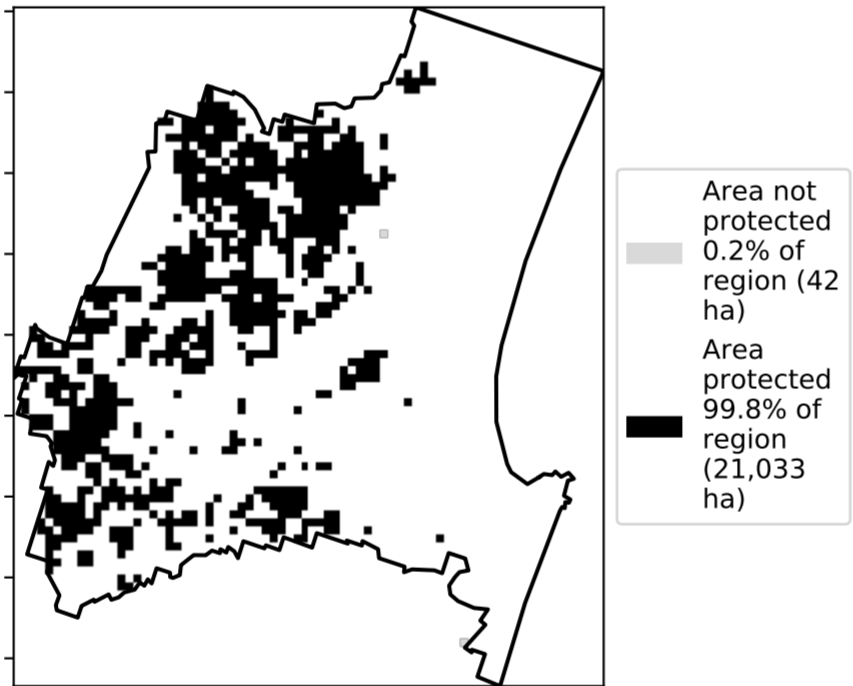 Area not
protected
0.2% of
region (42
ha)
Area
protected
99.8% of
region
(21,033
ha)